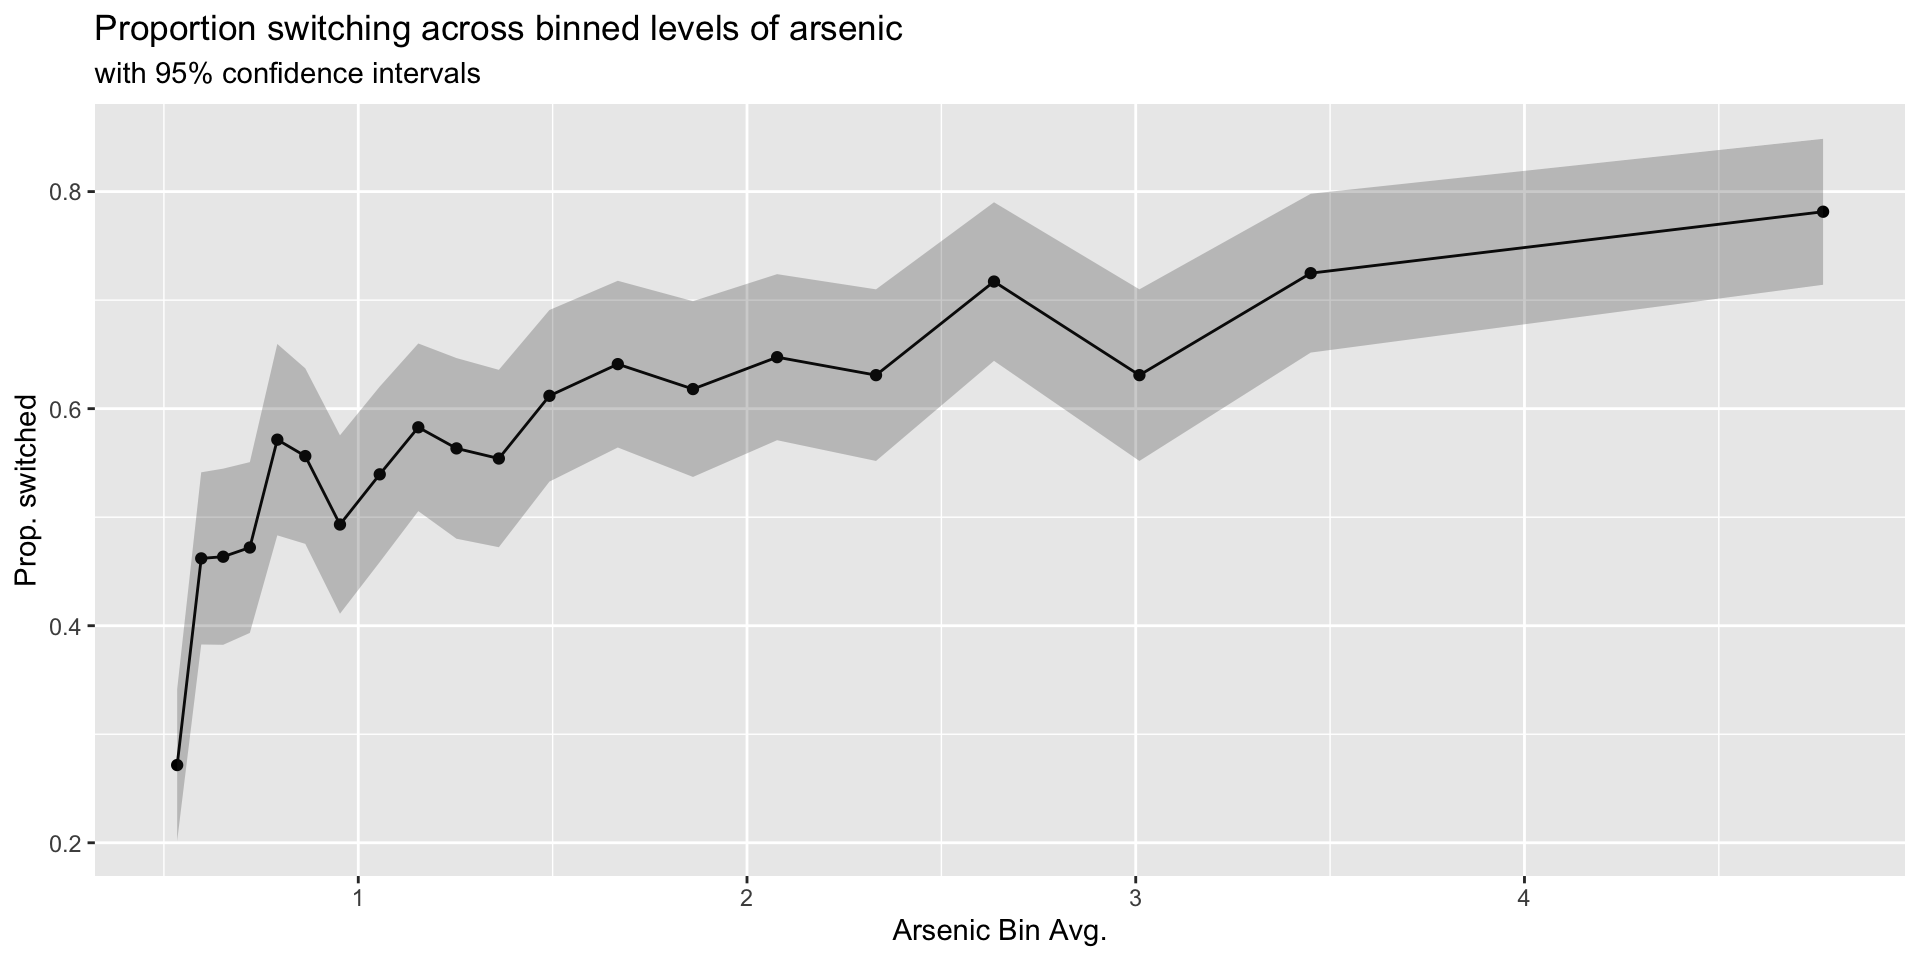 Proportion switching across binned levels of arsenic
with 95% confidence intervals
Prop. switched
0.8
0.6
0.4
0.2
1
2
3
4
Arsenic Bin Avg.